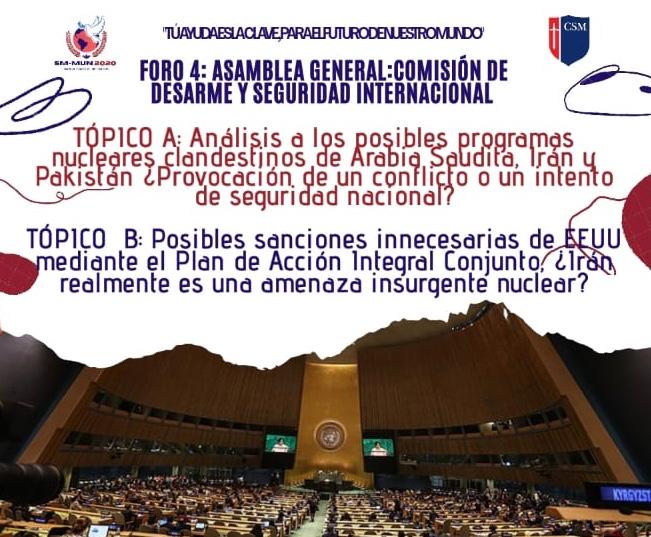 "TÚ AYUDA ES LA CLAVE, PARA EL FUTURO DE NUESTRO MUNDO"
SM-MUN 2020
CSM
FORO 4: ASAMBLEA GENERAL:COMISIÓN DE
DESARME Y SEGURIDAD INTERNACIONAL
TÓPICO A: Análisis a los posibles programas
nucleares clandestinos de Arabia Saudita, Irán y
Pakistán ¿Provocación de un conflicto o un intento
de seguridad nacional?
TÓPICO B: Posibles sanciones innecesarias de EEUU
mediante el Plan de Acción Integral Conjunto, ¿Irán
realmente es una amenaza insurgente nuclear?
KYRGYZST